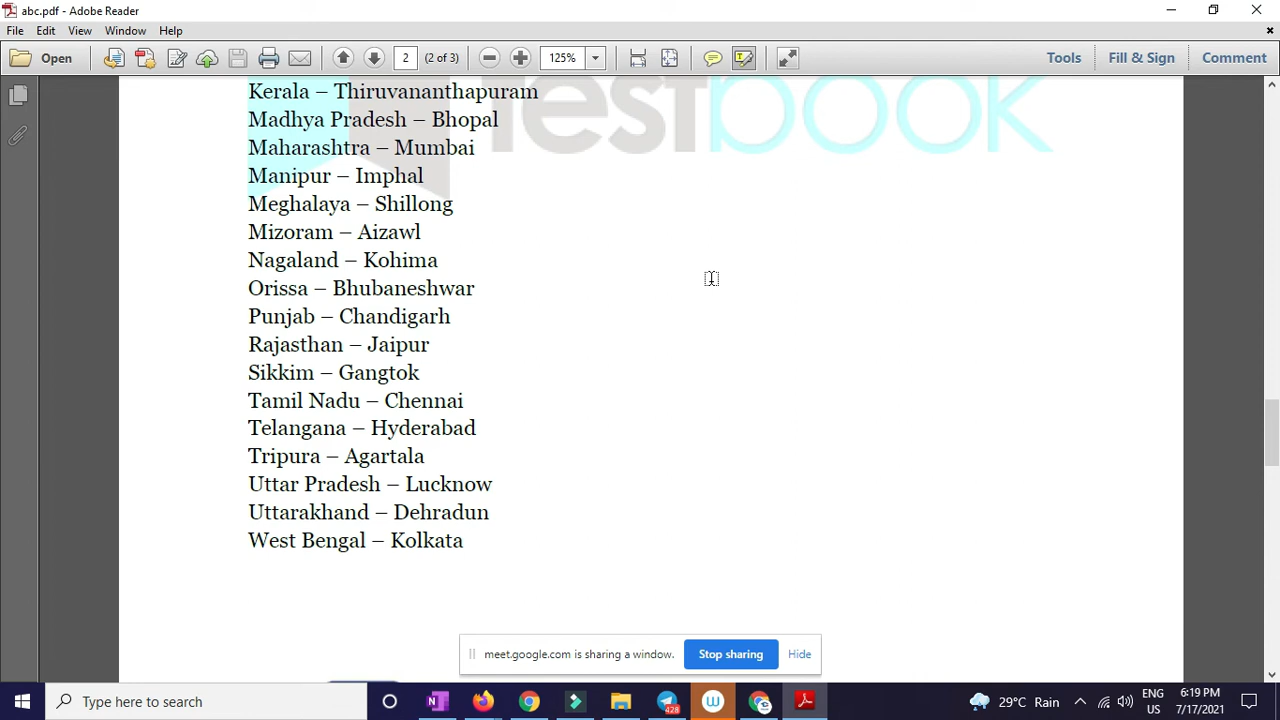 abc.pdf - Adobe Reader
File Edit View Window Help
Open 2 (2 of 3) 125% Tools Fill & Sign Comment
testbook
Kerala – Thiruvananthapuram
Madhya Pradesh – Bhopal
Maharashtra – Mumbai
Manipur – Imphal
Meghalaya – Shillong
Mizoram – Aizawl
Nagaland – Kohima
Orissa – Bhubaneshwar
Punjab – Chandigarh
Rajasthan – Jaipur
Sikkim – Gangtok
Tamil Nadu – Chennai
Telangana – Hyderabad
Tripura – Agartala
Uttar Pradesh – Lucknow
Uttarakhand – Dehradun
West Bengal – Kolkata
meet.google.com is sharing a window. Stop sharing Hide
Type here to search 428 29°C Rain ENG US 6:19 PM 7/17/2021